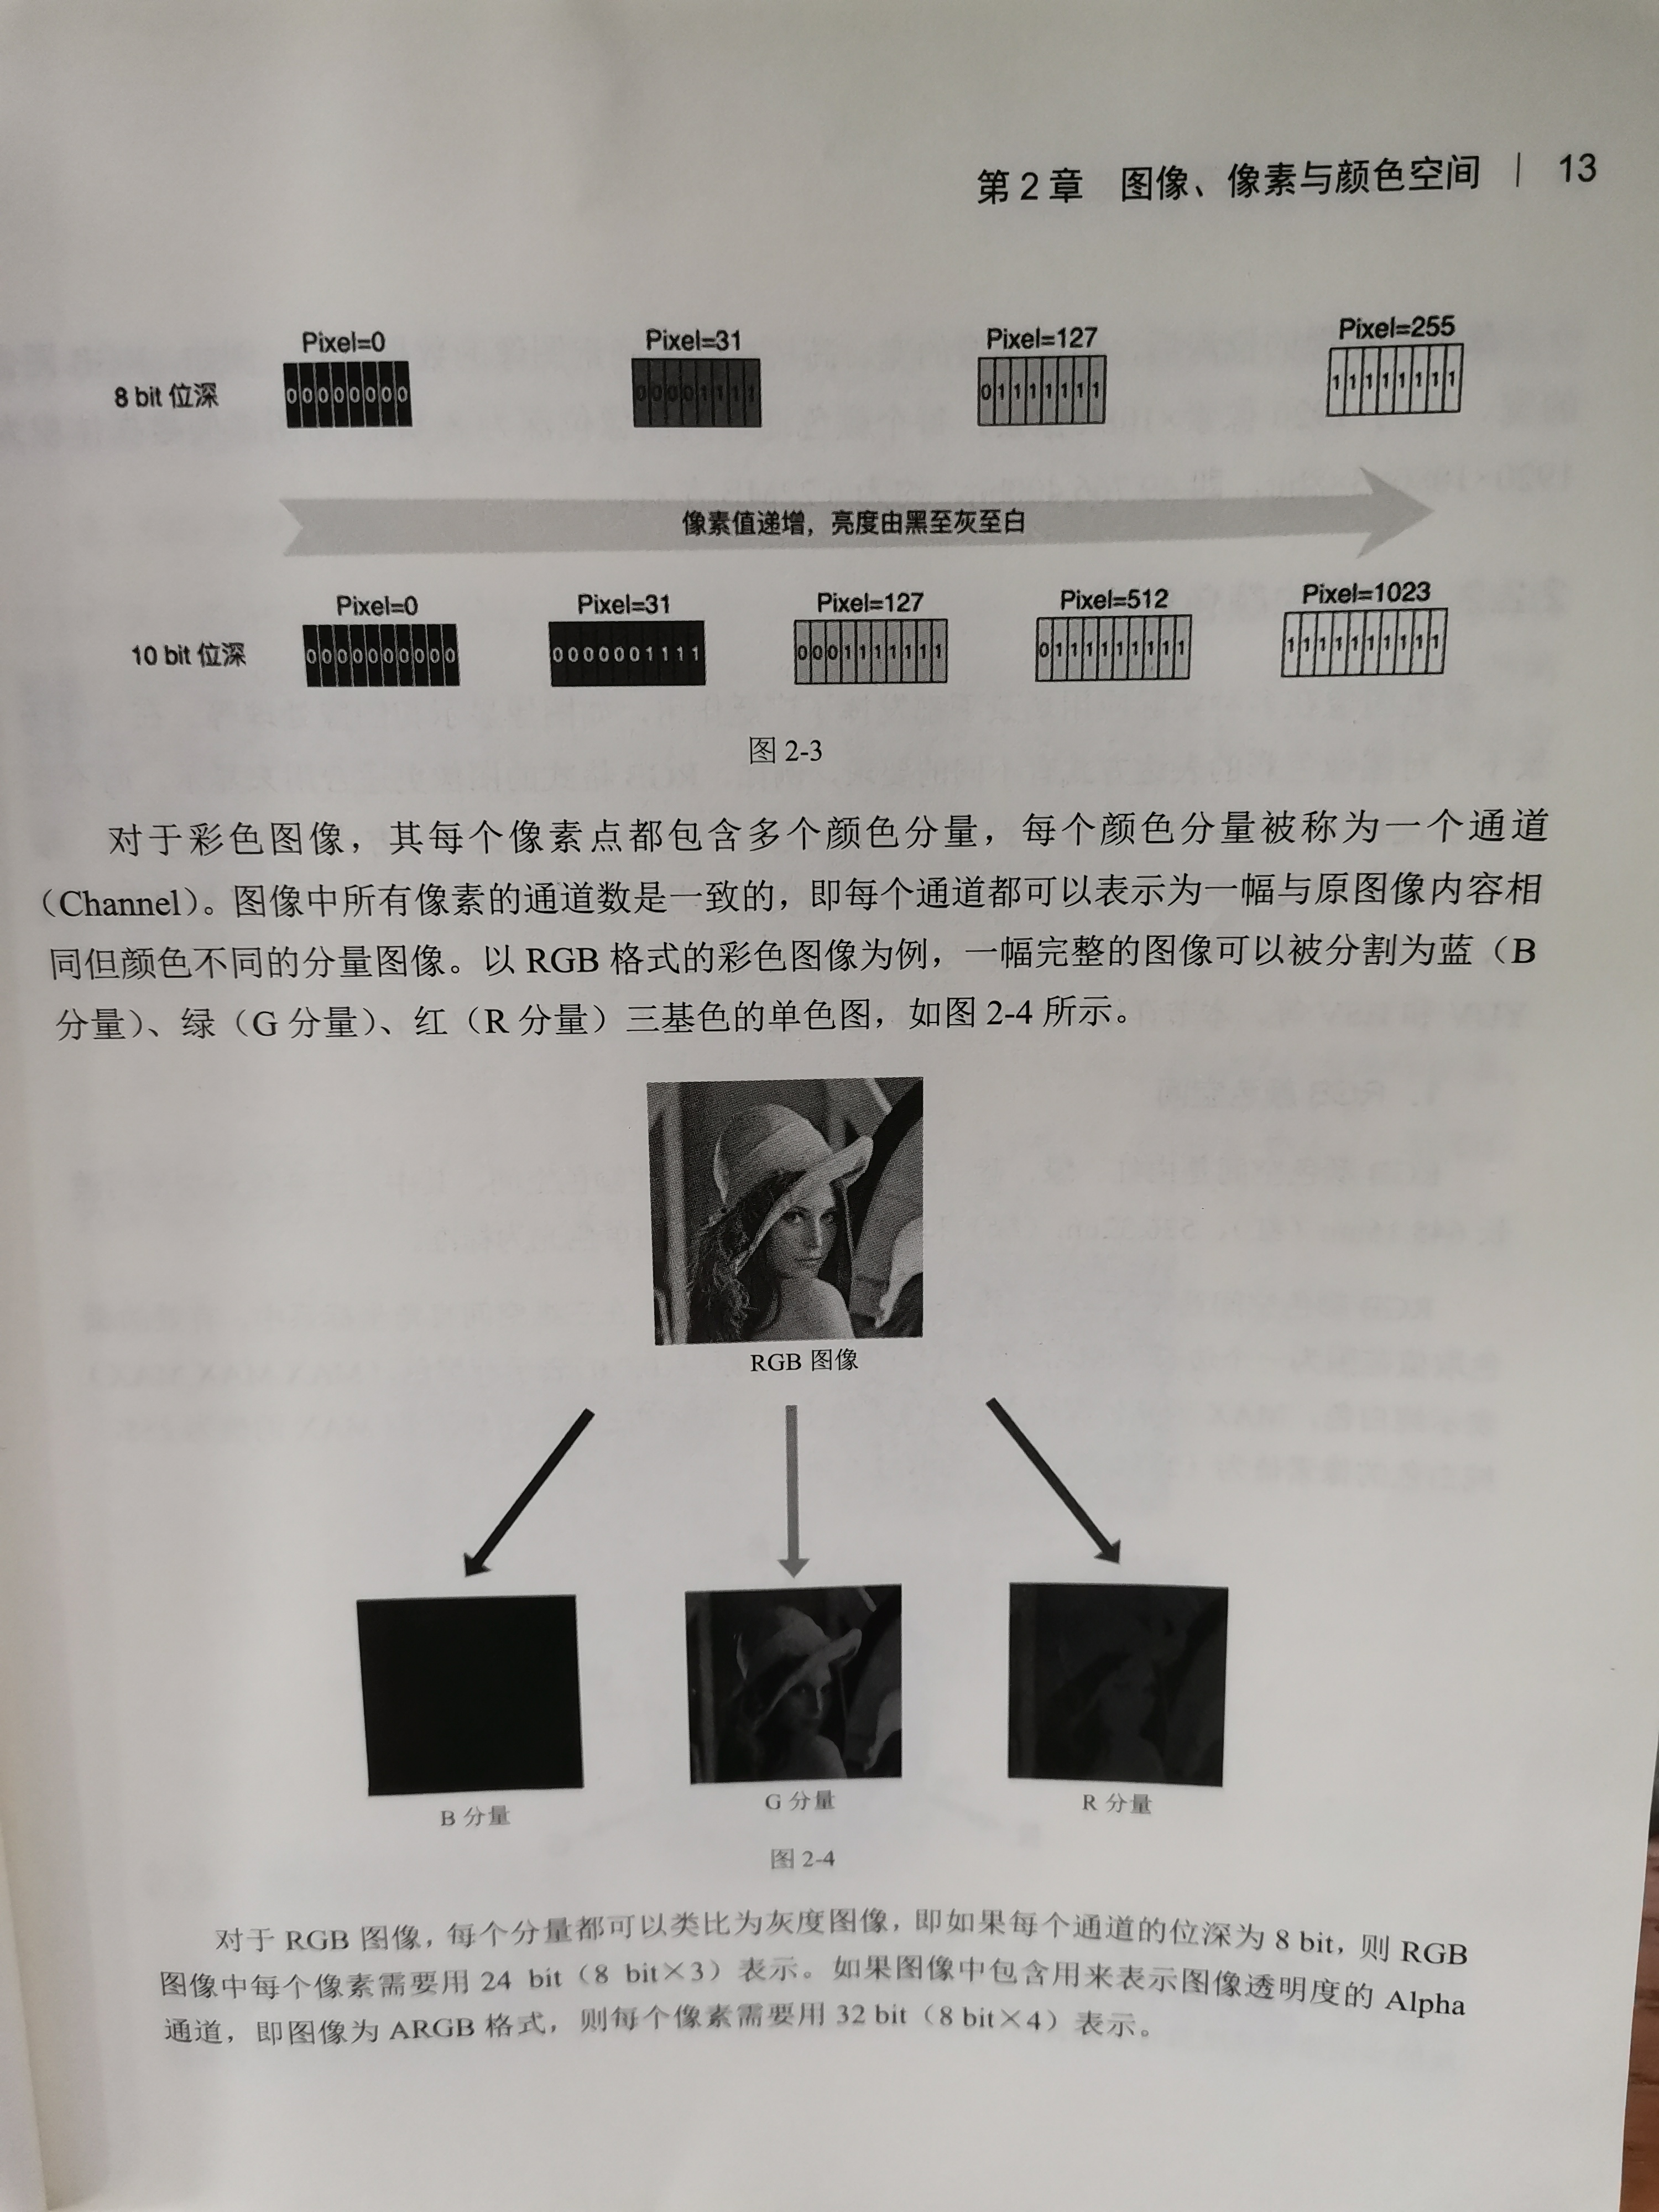 第 2 章 图像、像素与颜色空间 | 13
Pixel=0 Pixel=31 Pixel=127 Pixel=255
8 bit 位深 00000000 00001111 01111111 11111111
像素值递增，亮度由黑至灰至白
Pixel=0 Pixel=31 Pixel=127 Pixel=512 Pixel=1023
10 bit 位深 0000000000 0000001111 0001111111 0111111111 1111111111
图 2-3
对于彩色图像，其每个像素点都包含多个颜色分量，每个颜色分量被称为一个通道
（Channel）。图像中所有像素的通道数是一致的，即每个通道都可以表示为一幅与原图像内容相
同但颜色不同的分量图像。以 RGB 格式的彩色图像为例，一幅完整的图像可以被分割为蓝（B
分量）、绿（G 分量）、红（R 分量）三基色的单色图，如图 2-4 所示。
RGB 图像
B 分量 G 分量 R 分量
图 2-4
对于 RGB 图像，每个分量都可以类比为灰度图像，即如果每个通道的位深为 8 bit，则 RGB
图像中每个像素需要用 24 bit（8 bit×3）表示。如果图像中包含用来表示图像透明度的 Alpha
通道，即图像为 ARGB 格式，则每个像素需要用 32 bit（8 bit×4）表示。